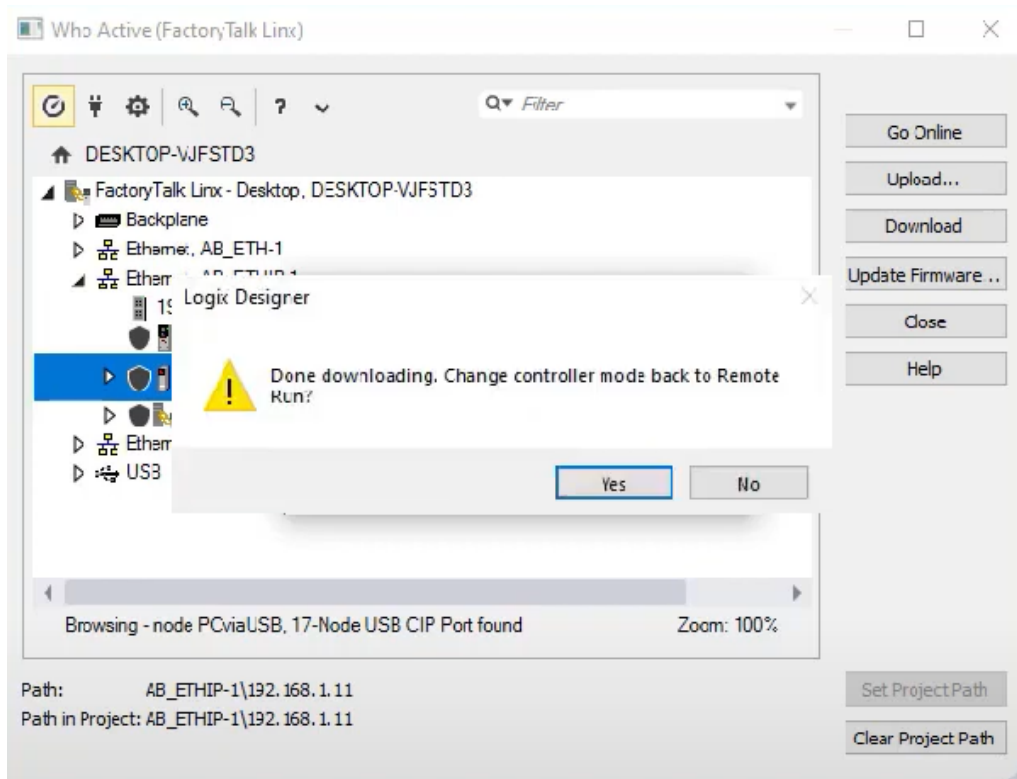 Who Active (FactoryTalk Linx)
Filter
DESKTOP-VJFSTD3
FactoryTalk Linx - Desktop, DESKTOP-VJFSTD3
Backplane
Ethernet, AB_ETH-1
Ethern
Logix Designer
Done downloading. Change controller mode back to Remote
Run?
Yes
No
Ethern
USB
Browsing - node PCviaUSB, 17-Node USB CIP Port found
Zoom: 100%
Go Online
Upload...
Download
Update Firmware ..
Close
Help
Path: AB_ETHIP-1\192.168.1.11
Path in Project: AB_ETHIP-1\192.168.1.11
Set Project Path
Clear Project Path